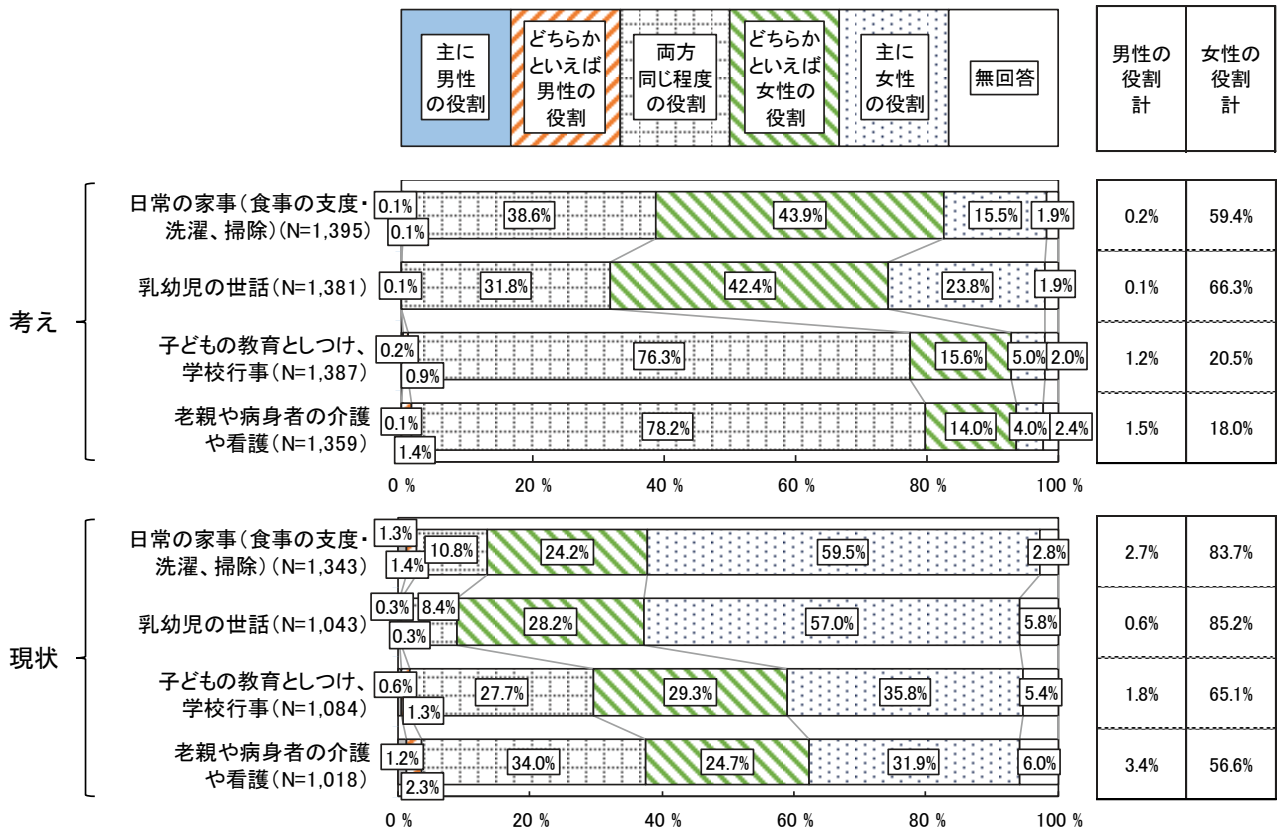 主に
男性
の役割
どちらか
といえば
男性の
役割
両方
同じ程度
の役割
どちらか
といえば
女性の
役割
主に
女性
の役割
無回答
男性の
役割
計
女性の
役割
計
考え
日常の家事(食事の支度・
洗濯、掃除)(N=1,395)
0.1%
0.1%
38.6%
43.9%
15.5%
1.9%
0.2%
59.4%
乳幼児の世話(N=1,381)
0.1%
31.8%
42.4%
23.8%
1.9%
0.1%
66.3%
子どもの教育としつけ、
学校行事(N=1,387)
0.2%
0.9%
76.3%
15.6%
5.0%
2.0%
1.2%
20.5%
老親や病身者の介護
や看護(N=1,359)
0.1%
1.4%
78.2%
14.0%
4.0%
2.4%
1.5%
18.0%
0 %
20 %
40 %
60 %
80 %
100 %
現状
日常の家事(食事の支度・
洗濯、掃除)(N=1,343)
1.3%
1.4%
10.8%
24.2%
59.5%
2.8%
2.7%
83.7%
乳幼児の世話(N=1,043)
0.3%
0.3%
8.4%
28.2%
57.0%
5.8%
0.6%
85.2%
子どもの教育としつけ、
学校行事(N=1,084)
0.6%
1.3%
27.7%
29.3%
35.8%
5.4%
1.8%
65.1%
老親や病身者の介護
や看護(N=1,018)
1.2%
2.3%
34.0%
24.7%
31.9%
6.0%
3.4%
56.6%
0 %
20 %
40 %
60 %
80 %
100 %